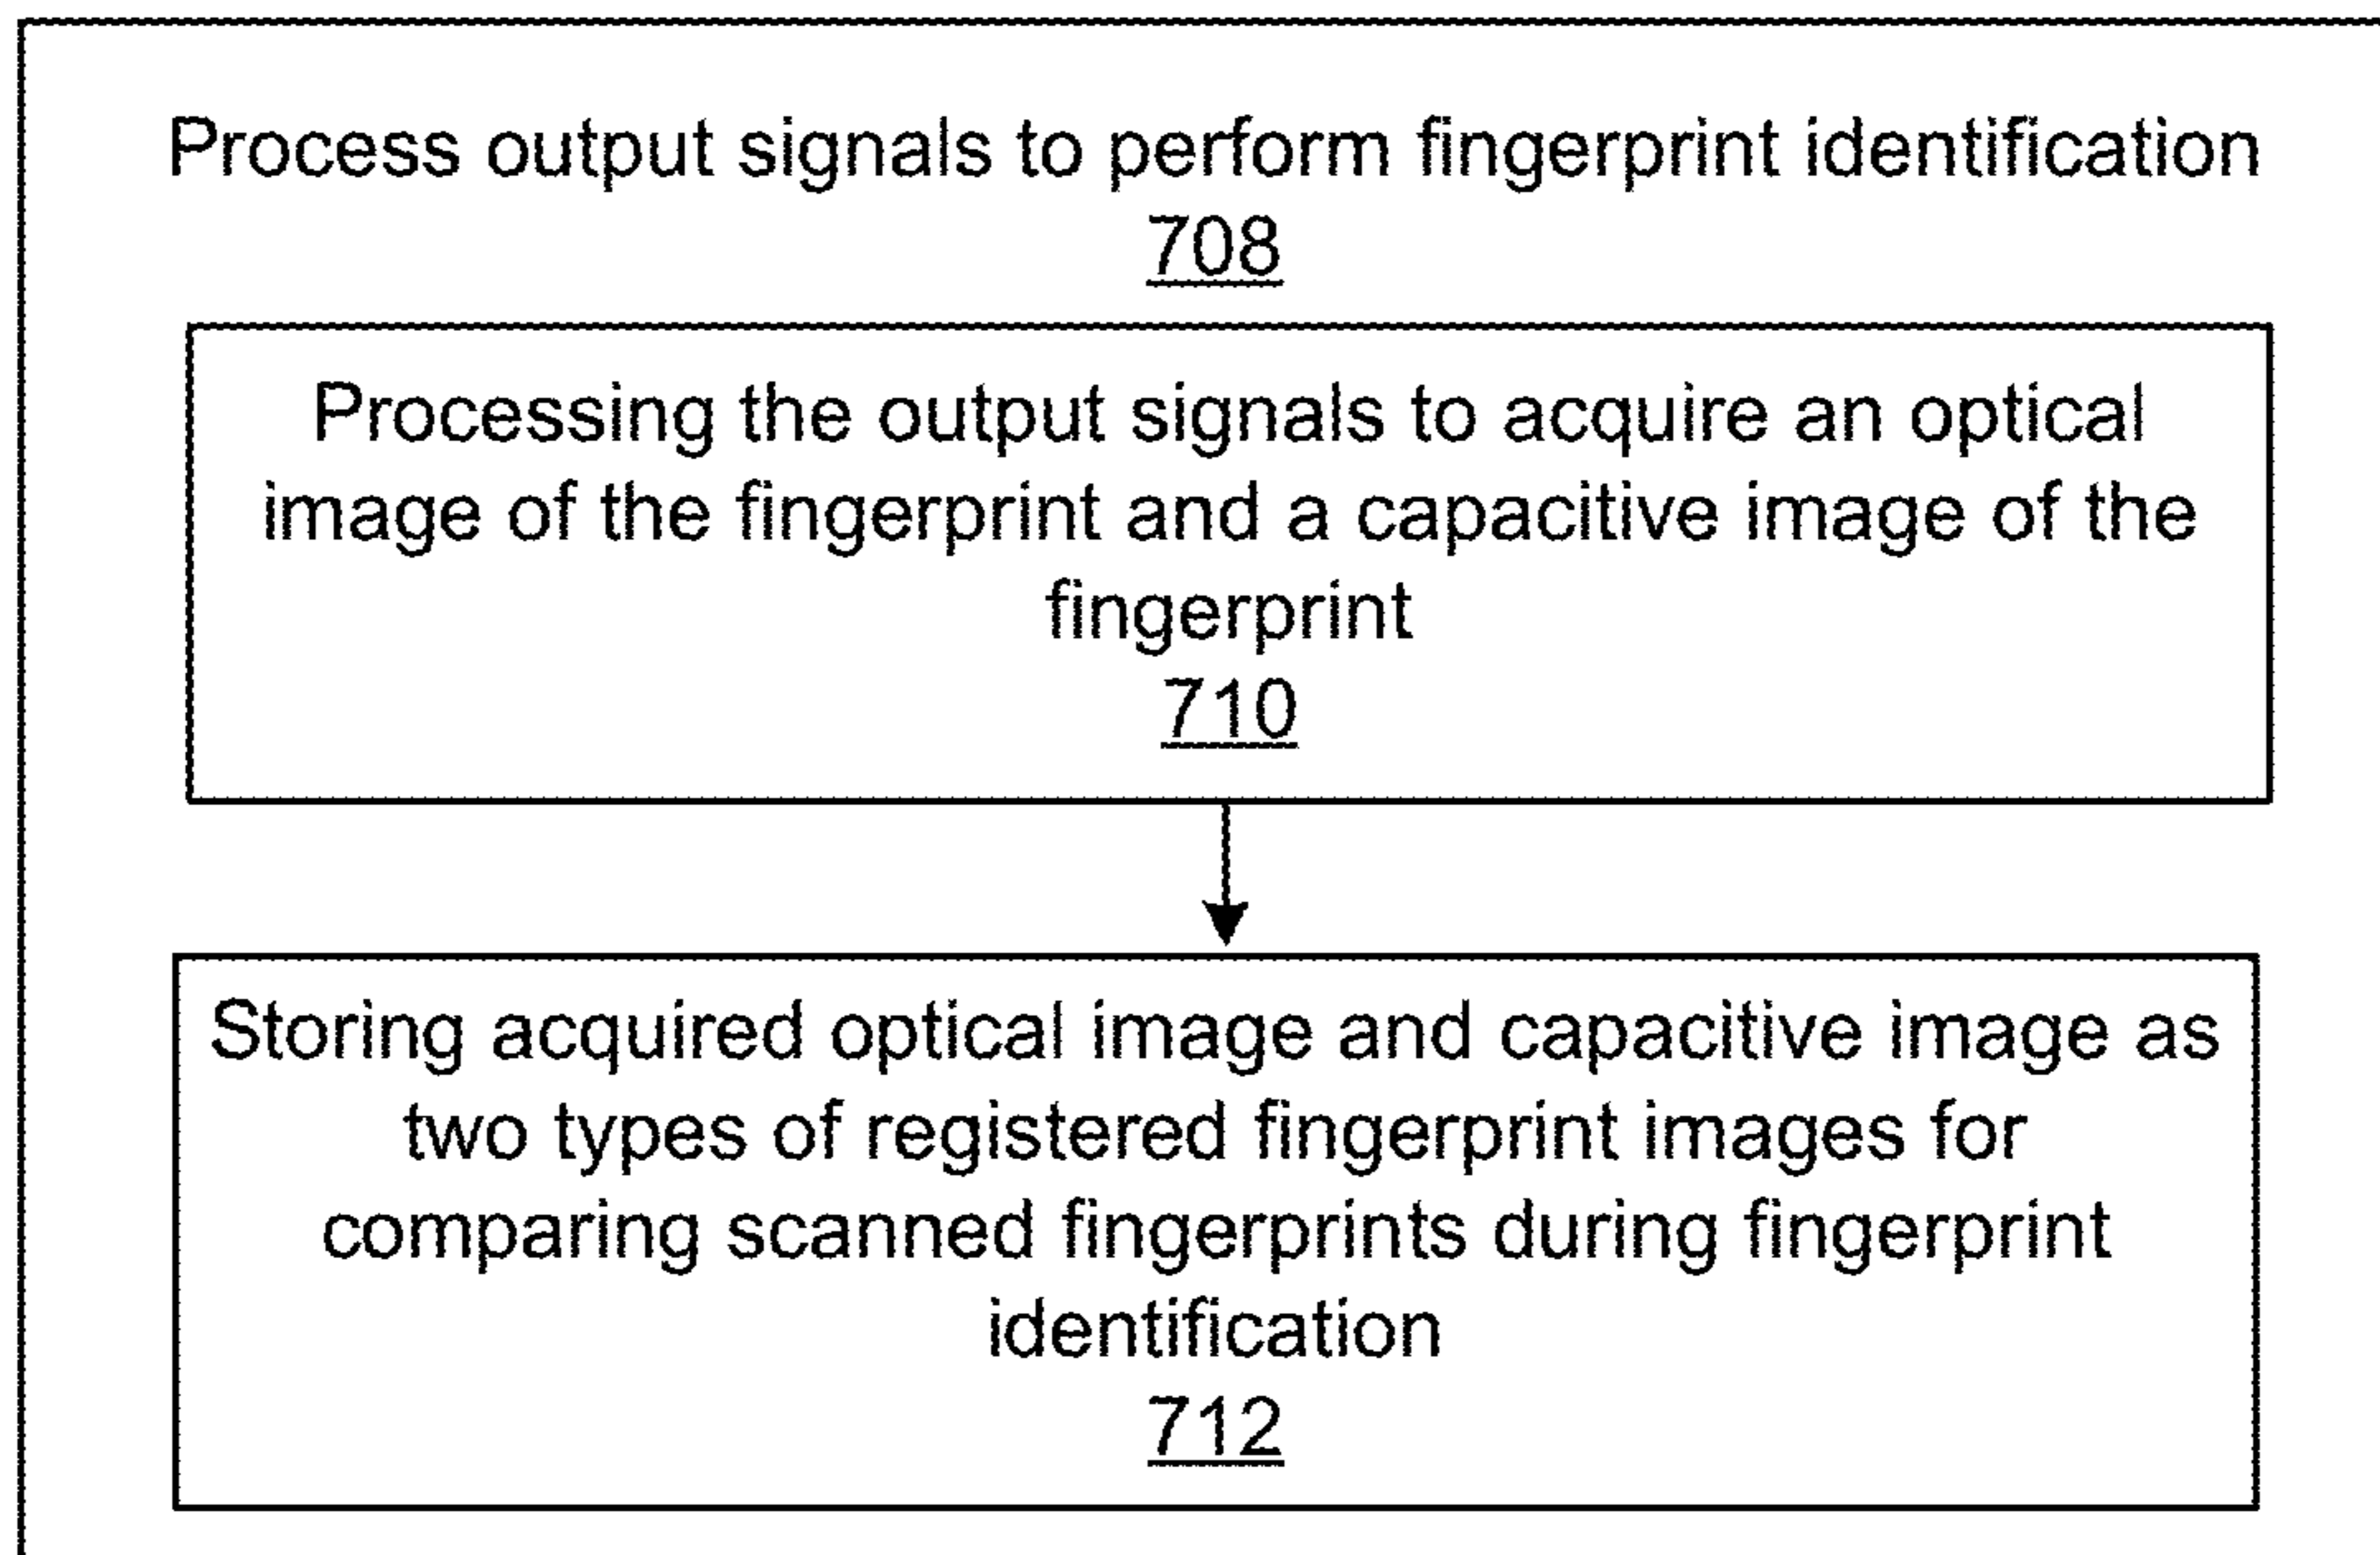 Process output signals to perform fingerprint identification
708
Processing the output signals to acquire an optical
image of the fingerprint and a capacitive image of the
fingerprint
710
Storing acquired optical image and capacitive image as
two types of registered fingerprint images for
comparing scanned fingerprints during fingerprint
identification
712